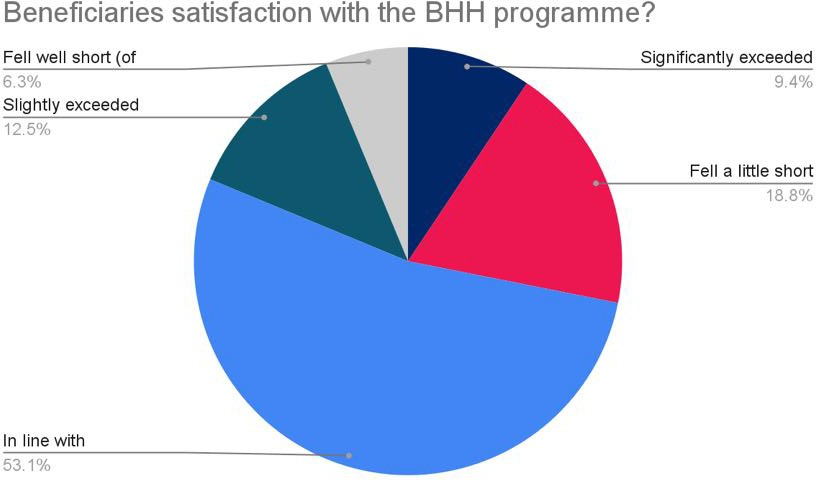 Beneficiaries satisfaction with the BHH programme?
Fell well short (of
6.3%
Slightly exceeded
12.5%
In line with
53.1%
Significantly exceeded
9.4%
Fell a little short
18.8%